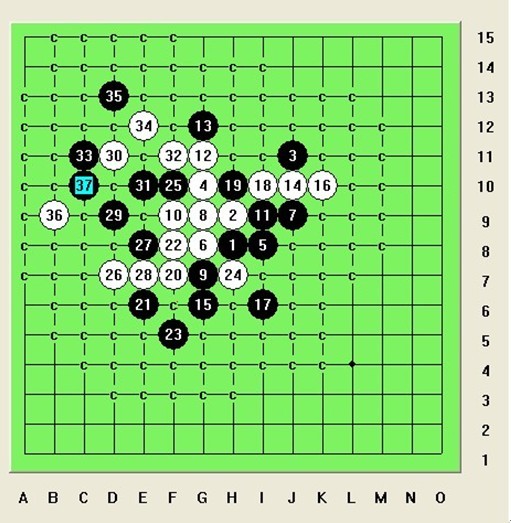 c c c c c 15
c c c c c c c c 14
c c c 35 c c c c c c c c 13
c c c c 34 c 13 c c c c c c 12
c c 33 30 c 32 12 c c 3 c c c 11
c c 37 c 31 25 4 19 18 14 16 c c 10
c 36 c 29 c 10 8 2 11 7 c c c 9
c c c c 27 22 6 1 5 c c c c 8
c c c 26 28 20 9 24 c c c c 7
c c c 21 c 15 c 17 c c 6
c c c c 23 c c c c c 5
c c c c c c c c c 4
c c c c c 3
2
1
A B C D E F G H I J K L M N O